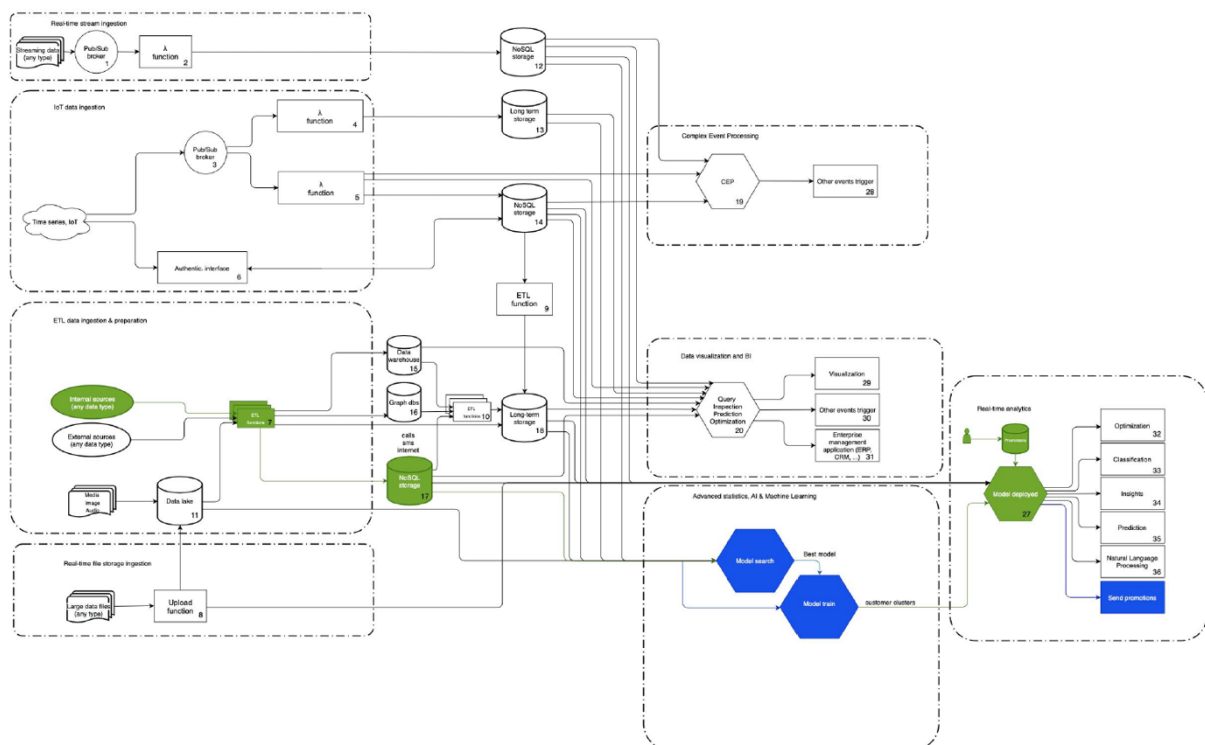 Real-time stream ingestion
Streaming data
(any type)
Pub/Sub
broker
1
λ
function
2
NoSQL
storage
12
IoT data ingestion
Time series, IoT
Pub/Sub
broker
3
λ
function
4
λ
function
5
Authentic. interface
6
Long term
storage
13
NoSQL
storage
14
ETL
function
9
Complex Event Processing
CEP
19
Other events trigger
28
ETL data ingestion & preparation
Internal sources
(any data type)
External sources
(any data type)
ETL
functions
7
Media
Image
Audio
Data lake
11
Data
warehouse
15
Graph dbs
16
ETL
functions
10
Long-term
storage
18
calls
sms
internet
NoSQL
storage
17
Real-time file storage ingestion
Large data files
(any type)
Upload
function
8
Data visualization and BI
Query
Inspection
Prediction
Optimization
20
Visualization
29
Other events trigger
30
Enterprise
management
application (ERP,
CRM, ...)
31
Advanced statistics, AI & Machine Learning
Model search
Best model
Model train
customer clusters
Real-time analytics
Promotions
Model deployed
27
Optimization
32
Classification
33
Insights
34
Prediction
35
Natural Language
Processing
36
Send promotions